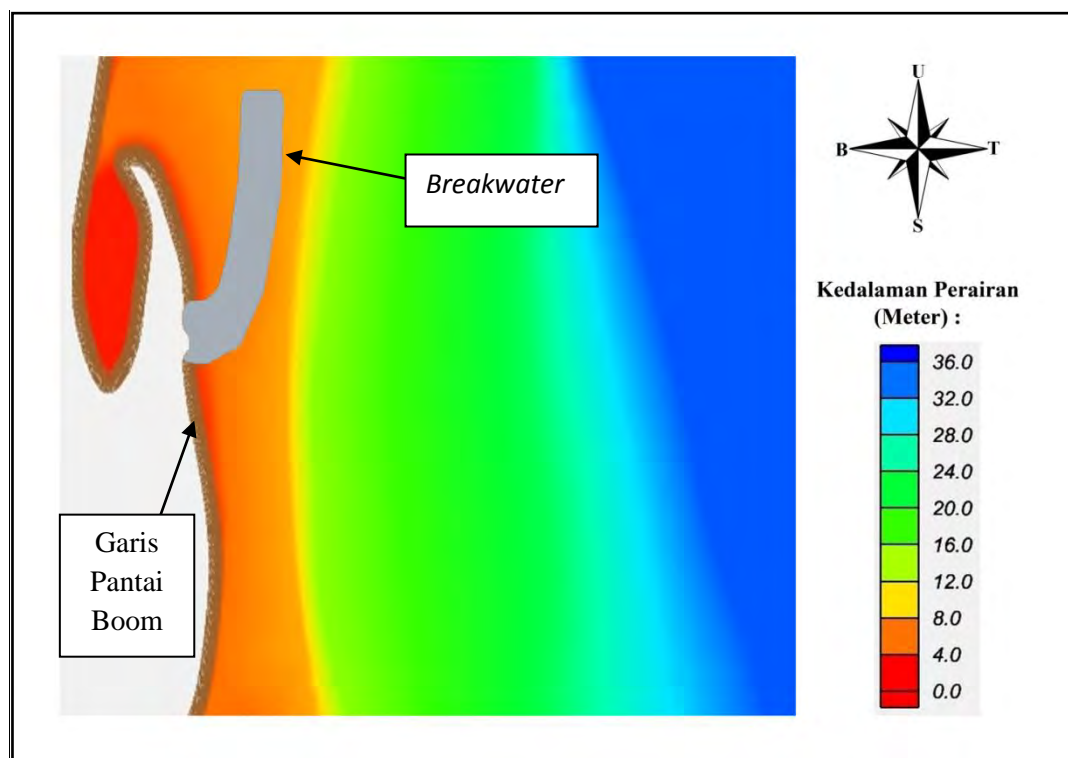 U
B
T
S
Breakwater
Kedalaman Perairan
(Meter) :
36.0
32.0
28.0
24.0
20.0
16.0
12.0
8.0
4.0
0.0
Garis
Pantai
Boom